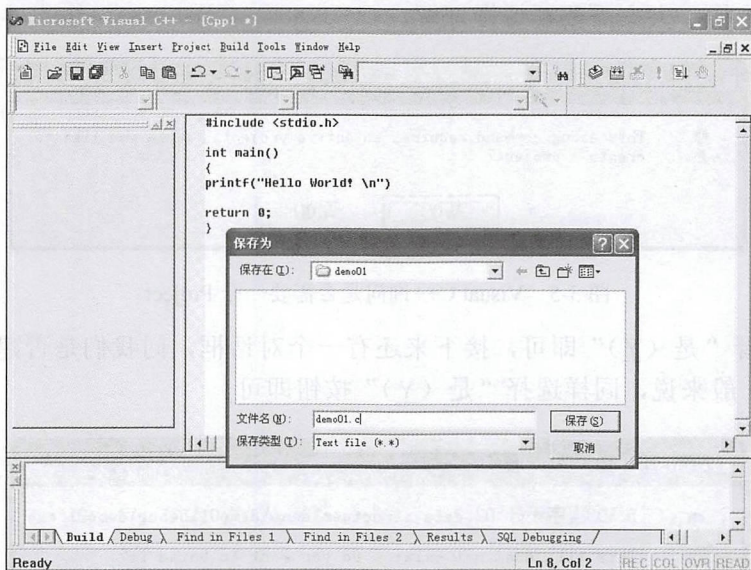 Microsoft Visual C++ - [Cpp1 *]
File Edit View Insert Project Build Tools Window Help
#include <stdio.h>
int main()
{
printf("Hello World! \n")
return 0;
}
保存为
保存在(I): demo01
文件名(N): demo01.c
保存(S)
保存类型(T): Text file (*.*)
取消
Build Debug Find in Files 1 Find in Files 2 Results SQL Debugging
Ready Ln 8, Col 2 REC COL OVR READ